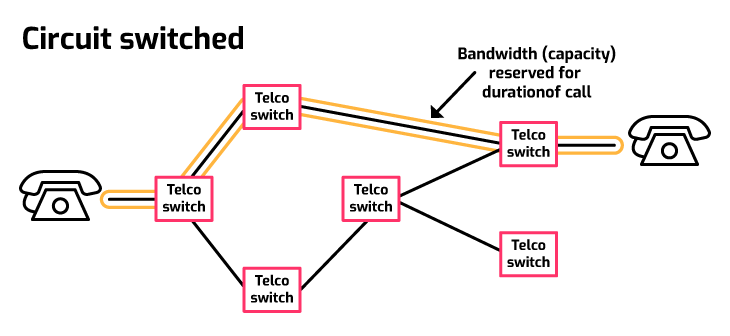 Circuit switched
Bandwidth (capacity)
reserved for
durationof call
Telco
switch
Telco
switch
Telco
switch
Telco
switch
Telco
switch
Telco
switch